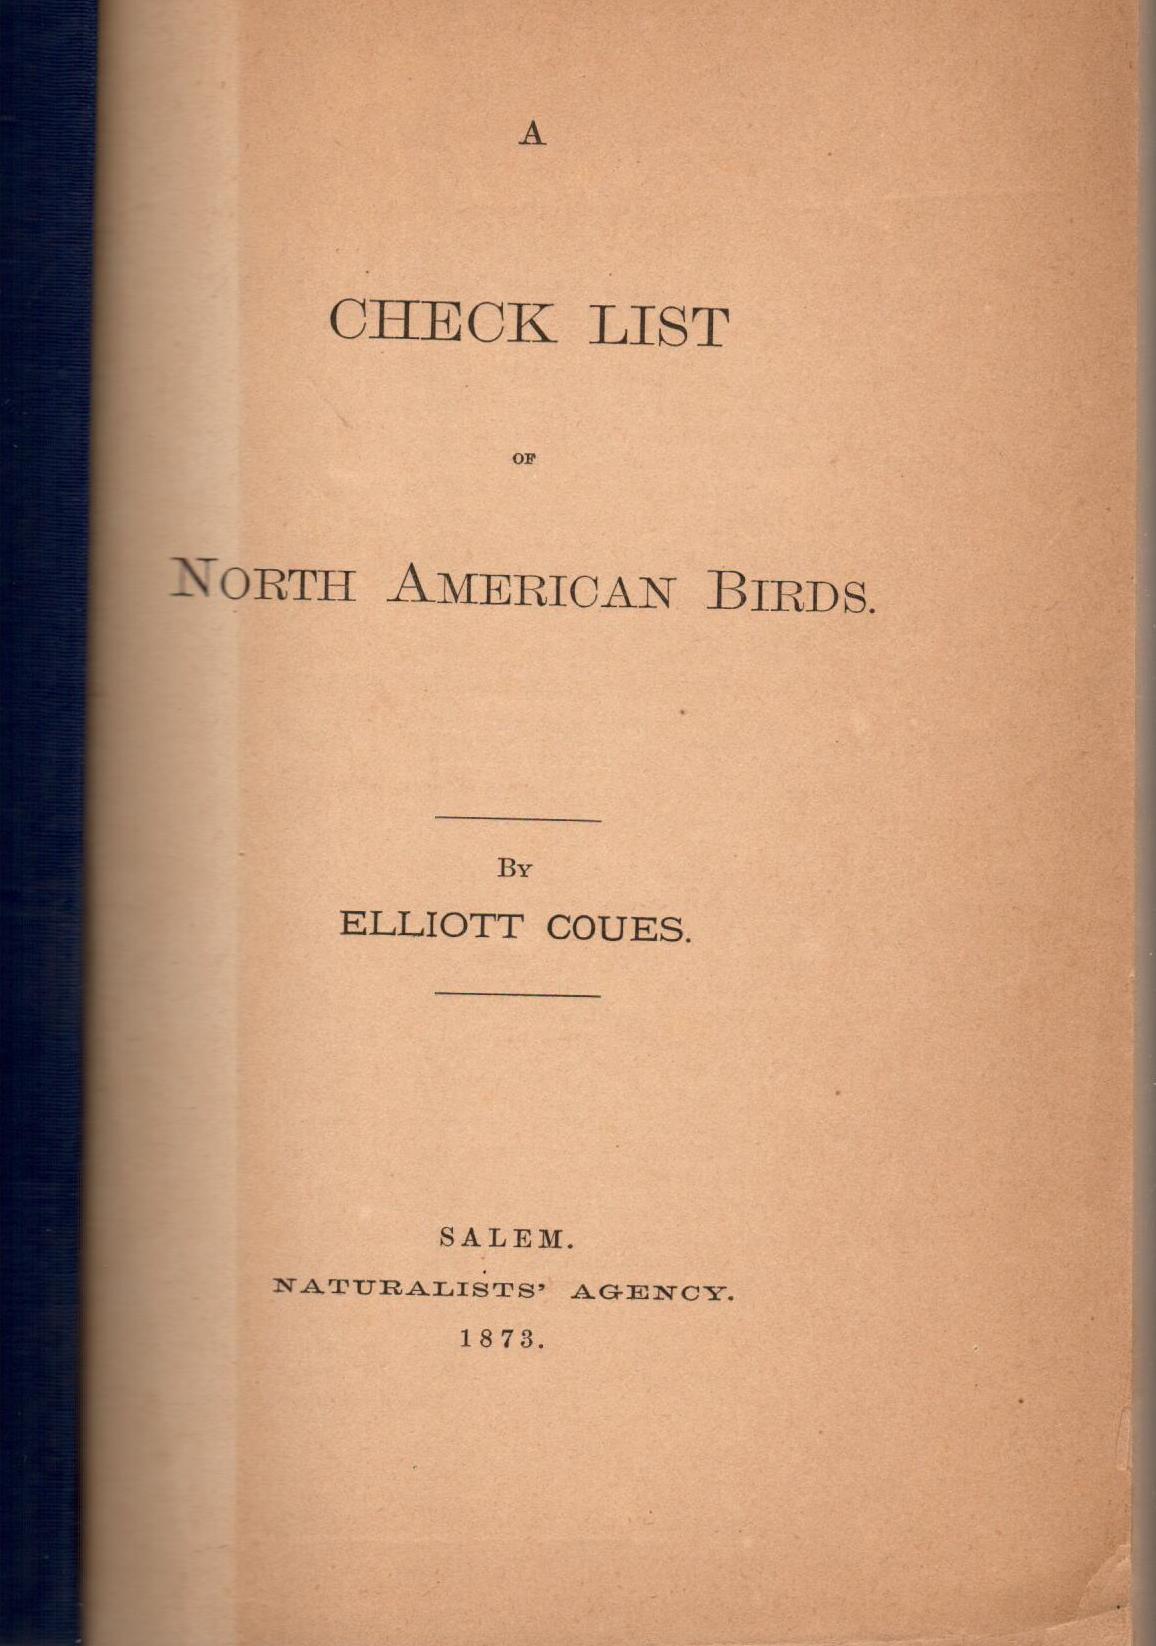 A
CHECK LIST
OF
NORTH AMERICAN BIRDS.
BY
ELLIOTT COUES.
SALEM.
NATURALISTS' AGENCY.
1873.